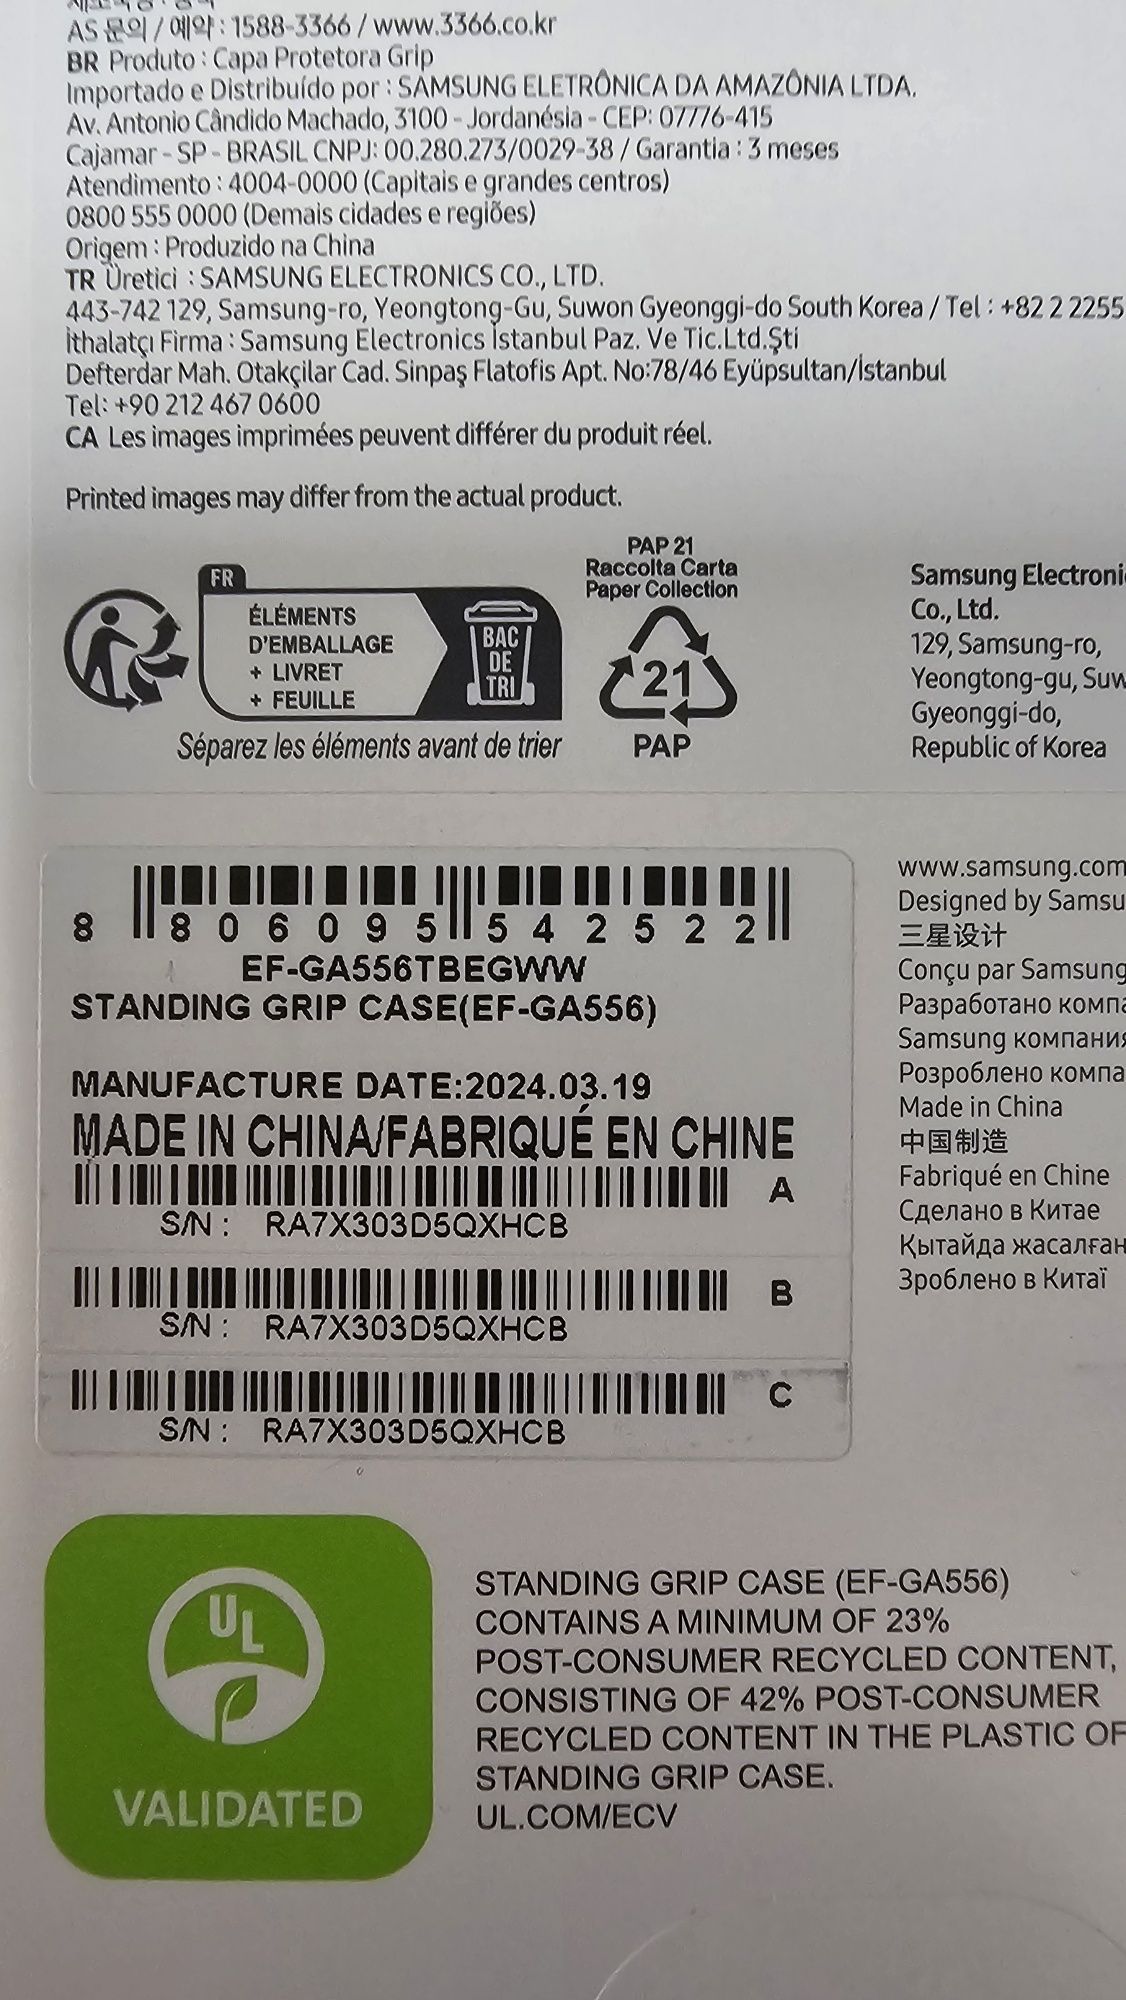 AS 문의 / 예약 : 1588-3366 / www.3366.co.kr
BR Produto : Capa Protetora Grip
Importado e Distribuído por : SAMSUNG ELETRÔNICA DA AMAZÔNIA LTDA.
Av. Antonio Cândido Machado, 3100 - Jordanésia - CEP: 07776-415
Cajamar - SP - BRASIL CNPJ: 00.280.273/0029-38 / Garantia : 3 meses
Atendimento : 4004-0000 (Capitais e grandes centros)
0800 555 0000 (Demais cidades e regiões)
Origem : Produzido na China
TR Üretici : SAMSUNG ELECTRONICS CO., LTD.
443-742 129, Samsung-ro, Yeongtong-Gu, Suwon Gyeonggi-do South Korea / Tel : +82 2 2255
İthalatçı Firma : Samsung Electronics İstanbul Paz. Ve Tic.Ltd.Şti
Defterdar Mah. Otakçılar Cad. Sinpaş Flatofis Apt. No:78/46 Eyüpsultan/İstanbul
Tel: +90 212 467 0600
CA Les images imprimées peuvent différer du produit réel.
Printed images may differ from the actual product.
FR
ÉLÉMENTS
D'EMBALLAGE
+ LIVRET
+ FEUILLE
BAC
DE
TRI
Séparez les éléments avant de trier
PAP 21
Raccolta Carta
Paper Collection
21
PAP
Samsung Electroni
Co., Ltd.
129, Samsung-ro,
Yeongtong-gu, Suw
Gyeonggi-do,
Republic of Korea
8 806095 542522
EF-GA556TBEGWW
STANDING GRIP CASE(EF-GA556)
MANUFACTURE DATE:2024.03.19
MADE IN CHINA/FABRIQUÉ EN CHINE
A
S/N : RA7X303D5QXHCB
B
S/N : RA7X303D5QXHCB
C
S/N : RA7X303D5QXHCB
www.samsung.com
Designed by Samsu
三星设计
Conçu par Samsung
Разработано компа
Samsung компания
Розроблено компа
Made in China
中国制造
Fabriqué en Chine
Сделано в Китае
Қытайда жасалған
Зроблено в Китаї
UL
VALIDATED
STANDING GRIP CASE (EF-GA556)
CONTAINS A MINIMUM OF 23%
POST-CONSUMER RECYCLED CONTENT,
CONSISTING OF 42% POST-CONSUMER
RECYCLED CONTENT IN THE PLASTIC OF
STANDING GRIP CASE.
UL.COM/ECV